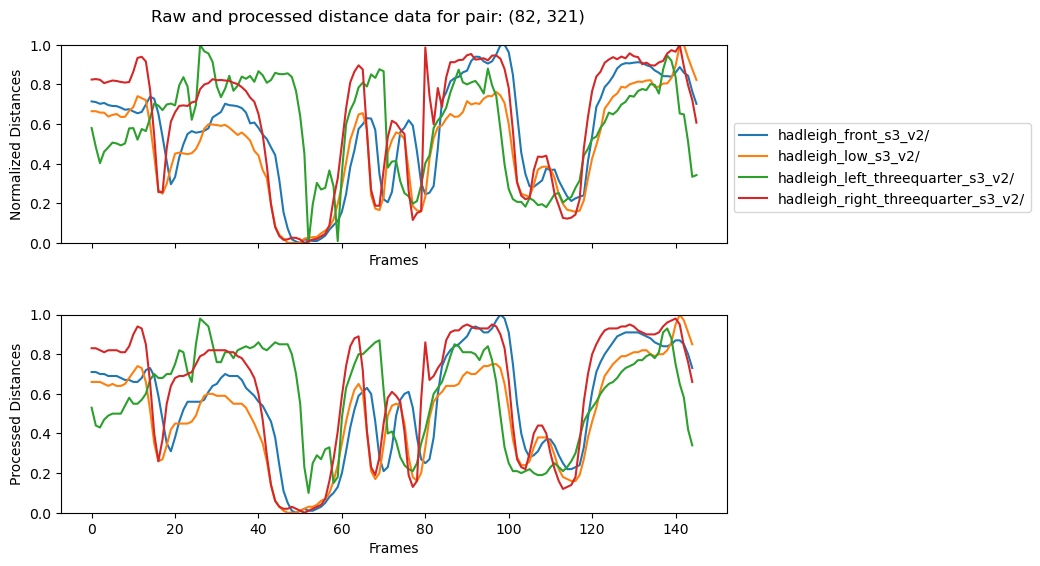 Raw and processed distance data for pair: (82, 321)
Normalized Distances
1.0
0.8
0.6
0.4
0.2
0.0
Frames
hadleigh_front_s3_v2/
hadleigh_low_s3_v2/
hadleigh_left_threequarter_s3_v2/
hadleigh_right_threequarter_s3_v2/
Processed Distances
1.0
0.8
0.6
0.4
0.2
0.0
0 20 40 60 80 100 120 140
Frames